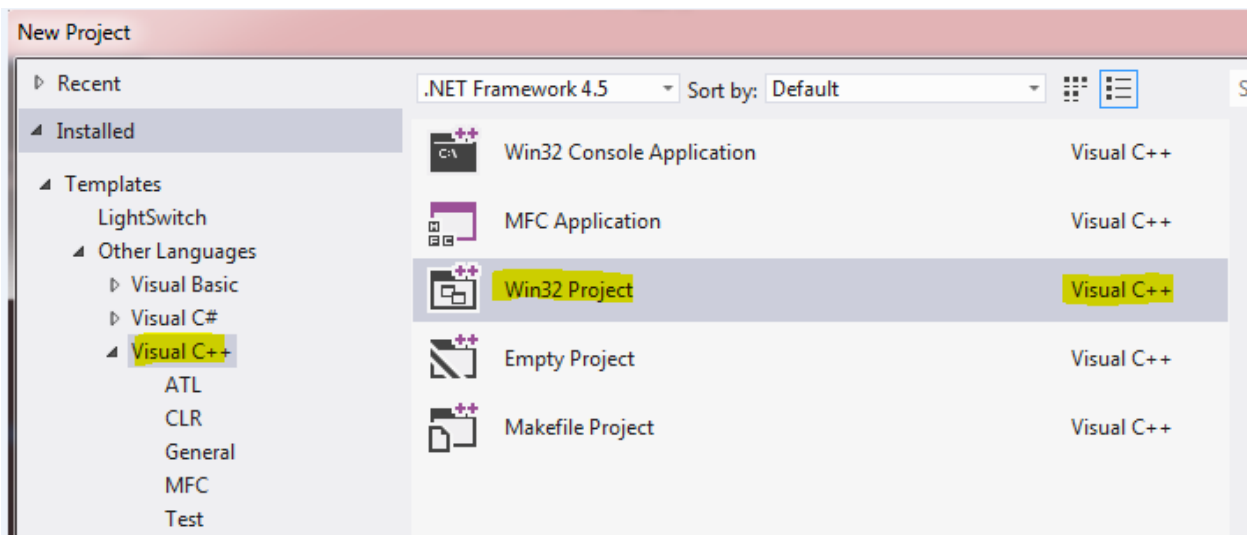 New Project
Recent
Installed
Templates
LightSwitch
Other Languages
Visual Basic
Visual C#
Visual C++
ATL
CLR
General
MFC
Test
.NET Framework 4.5 Sort by: Default S
Win32 Console Application Visual C++
MFC Application Visual C++
Win32 Project Visual C++
Empty Project Visual C++
Makefile Project Visual C++